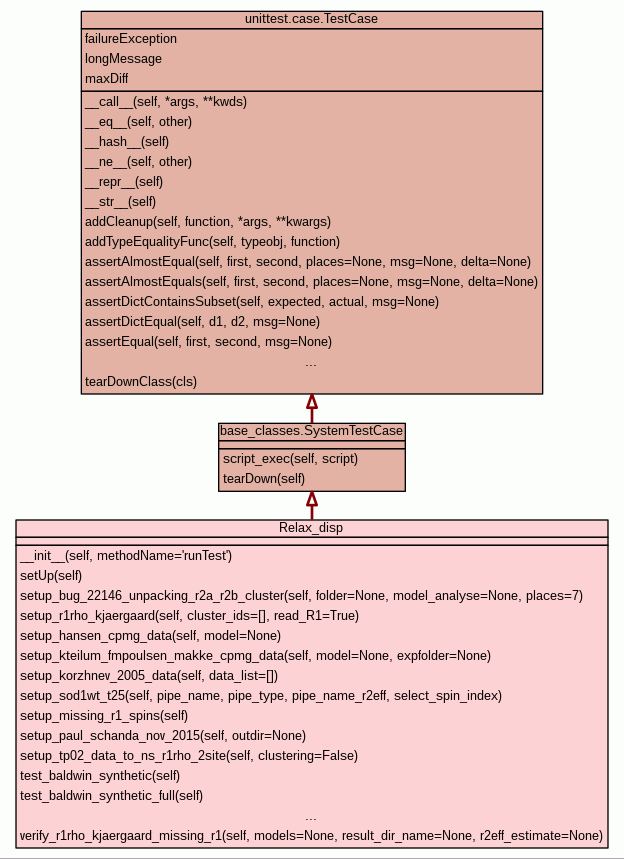 unittest.case.TestCase
failureException
longMessage
maxDiff
__call__(self, *args, **kwds)
__eq__(self, other)
__hash__(self)
__ne__(self, other)
__repr__(self)
__str__(self)
addCleanup(self, function, *args, **kwargs)
addTypeEqualityFunc(self, typeobj, function)
assertAlmostEqual(self, first, second, places=None, msg=None, delta=None)
assertAlmostEquals(self, first, second, places=None, msg=None, delta=None)
assertDictContainsSubset(self, expected, actual, msg=None)
assertDictEqual(self, d1, d2, msg=None)
assertEqual(self, first, second, msg=None)
...
tearDownClass(cls)
base_classes.SystemTestCase
script_exec(self, script)
tearDown(self)
Relax_disp
__init__(self, methodName='runTest')
setUp(self)
setup_bug_22146_unpacking_r2a_r2b_cluster(self, folder=None, model_analyse=None, places=7)
setup_r1rho_kjaergaard(self, cluster_ids=[], read_R1=True)
setup_hansen_cpmg_data(self, model=None)
setup_kteilum_fmpoulsen_makke_cpmg_data(self, model=None, expfolder=None)
setup_korzhnew_2005_data(self, data_list=[])
setup_sod1wt_t25(self, pipe_name, pipe_type, pipe_name_r2eff, select_spin_index)
setup_missing_r1_spins(self)
setup_paul_schanda_now_2015(self, outdir=None)
setup_tp02_data_to_ns_r1rho_2site(self, clustering=False)
test_baldwin_synthetic(self)
test_baldwin_synthetic_full(self)
...
verify_r1rho_kjaergaard_missing_r1(self, models=None, result_dir_name=None, r2eff_estimate=None)